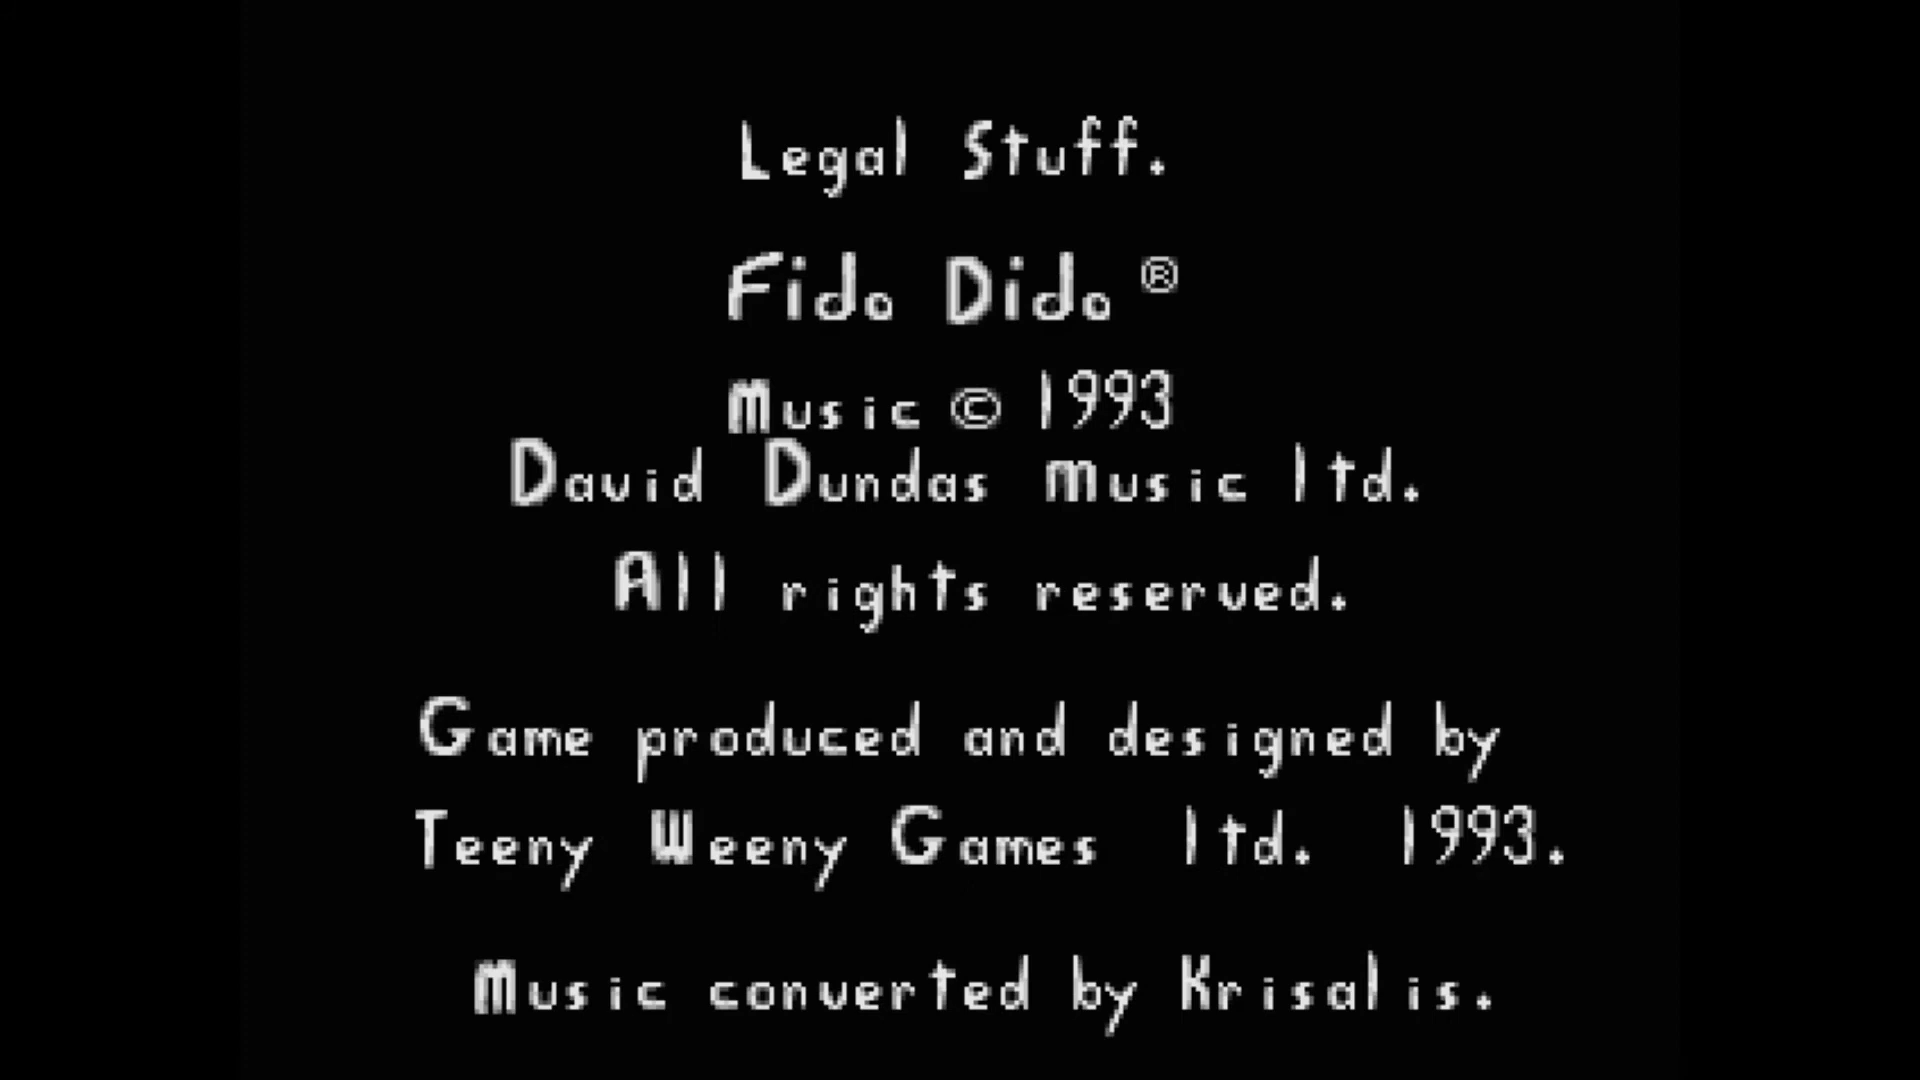 Legal Stuff.
Fido Dido ®
Music © 1993
David Dundas Music ltd.
All rights reserved.
Game produced and designed by
Teeny Weeny Games ltd. 1993.
Music converted by Krisalis.